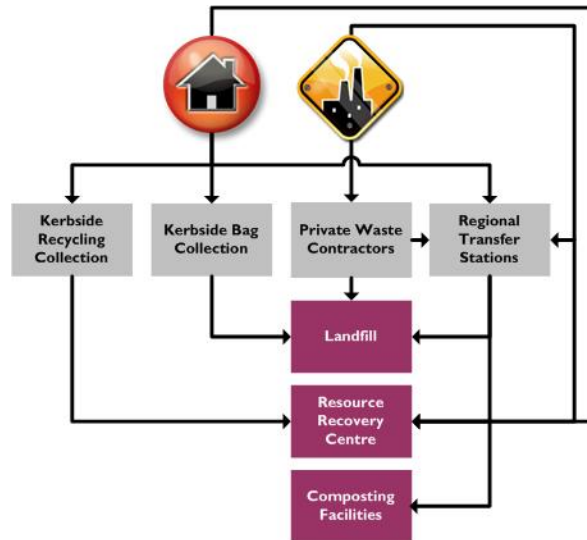 Kerbside
Recycling
Collection
Kerbside Bag
Collection
Private Waste
Contractors
Regional
Transfer
Stations
Landfill
Resource
Recovery
Centre
Composting
Facilities